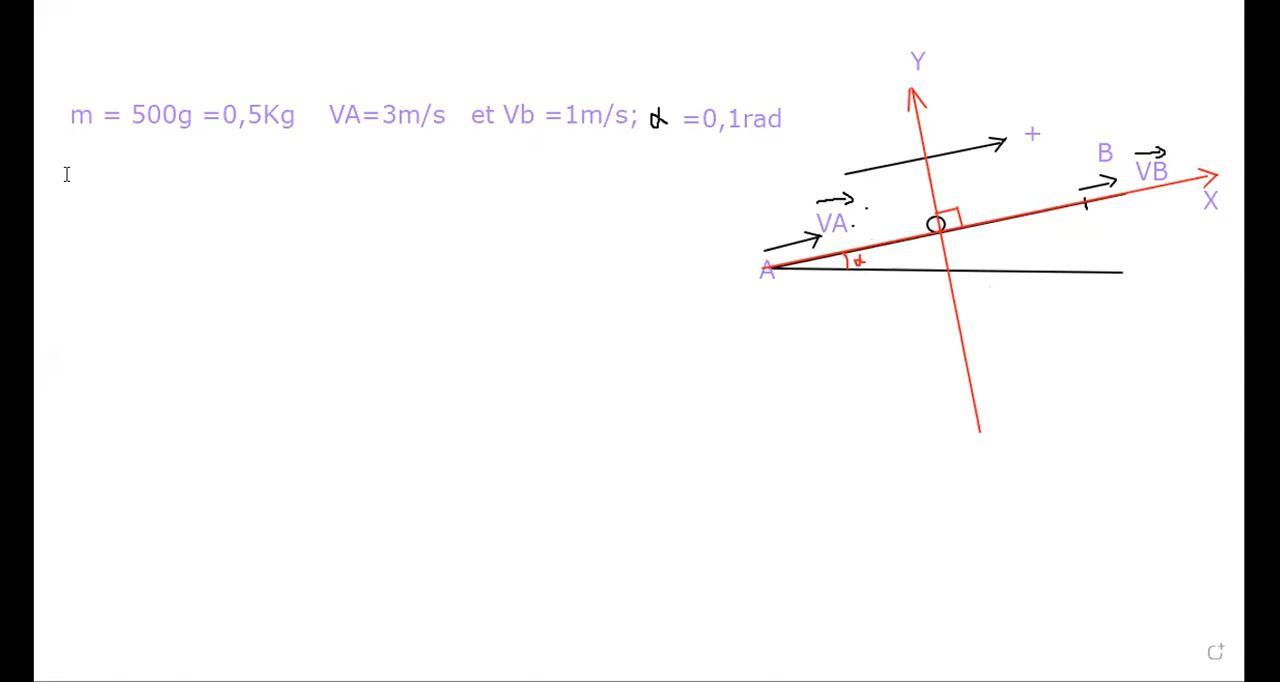 m = 500g =0,5Kg VA=3m/s et Vb =1m/s; α =0,1rad
Y
+
B VB
X
VA
O
A α